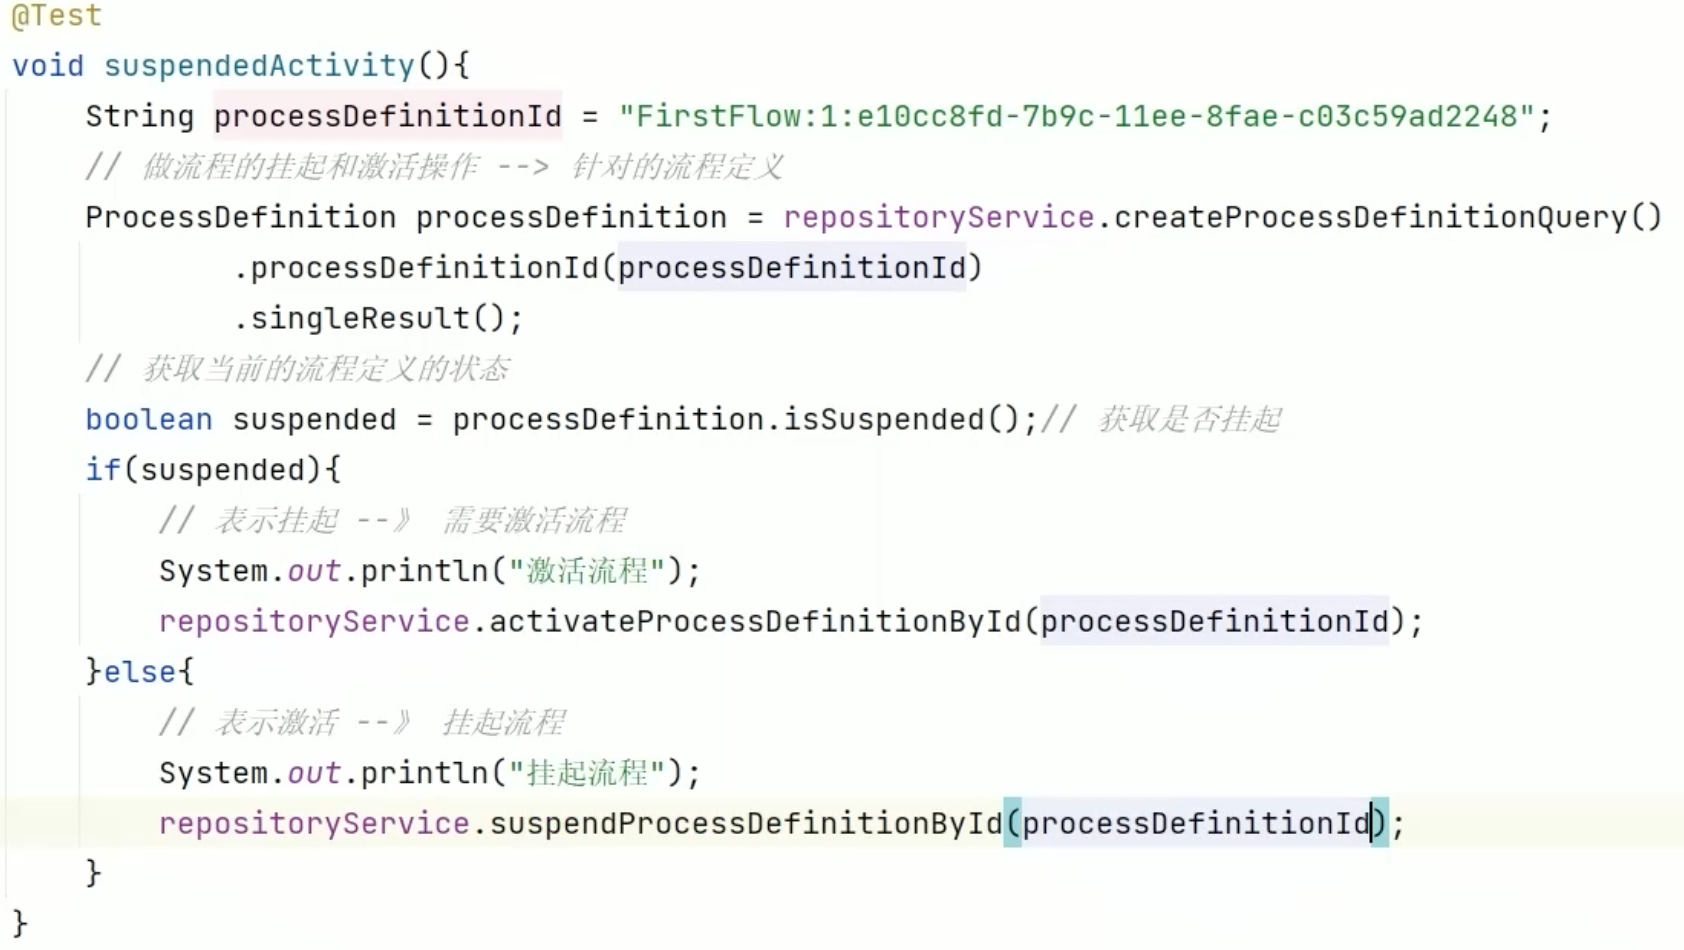 @Test
void suspendedActivity(){
String processDefinitionId = "FirstFlow:1:e10cc8fd-7b9c-11ee-8fae-c03c59ad2248";
// 做流程的挂起和激活操作 --> 针对的流程定义
ProcessDefinition processDefinition = repositoryService.createProcessDefinitionQuery()
.processDefinitionId(processDefinitionId)
.singleResult();
// 获取当前的流程定义的状态
boolean suspended = processDefinition.isSuspended();// 获取是否挂起
if(suspended){
// 表示挂起 --》 需要激活流程
System.out.println("激活流程");
repositoryService.activateProcessDefinitionById(processDefinitionId);
}else{
// 表示激活 --》 挂起流程
System.out.println("挂起流程");
repositoryService.suspendProcessDefinitionById(processDefinitionId);
}
}